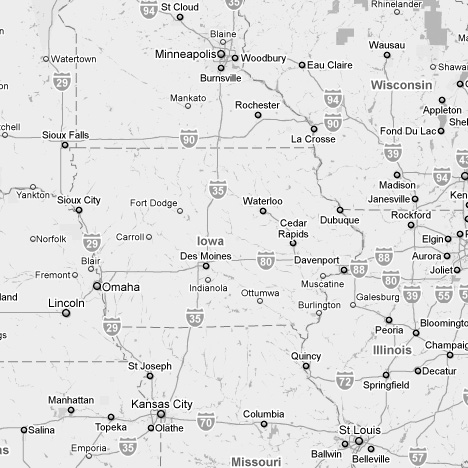 St Cloud
94
35
Rhinelander
Blaine
Minneapolis
Woodbury
Wausau
Watertown
Burnsville
Eau Claire
29
Wisconsin
Mankato
Rochester
94
Appleton
90
Fond Du Lac
Sioux Falls
90
La Crosse
39
Madison
94
Yankton
35
Sioux City
Fort Dodge
Waterloo
Janesville
Dubuque
Rockford
Norfolk
29
Carroll
Iowa
Cedar
Rapids
Elgin
Blair
Des Moines
80
Davenport
88
88
Aurora
Fremont
Joliet
Omaha
Indianola
Muscatine
80
Lincoln
Ottumwa
Galesburg
39
55
Burlington
29
35
Peoria
Bloomington
Illinois
Quincy
Champaig
St Joseph
72
Decatur
Springfield
Manhattan
Kansas City
70
Columbia
Salina
Topeka
Olathe
St Louis
Emporia
35
Ballwin
Belleville
57
Missouri